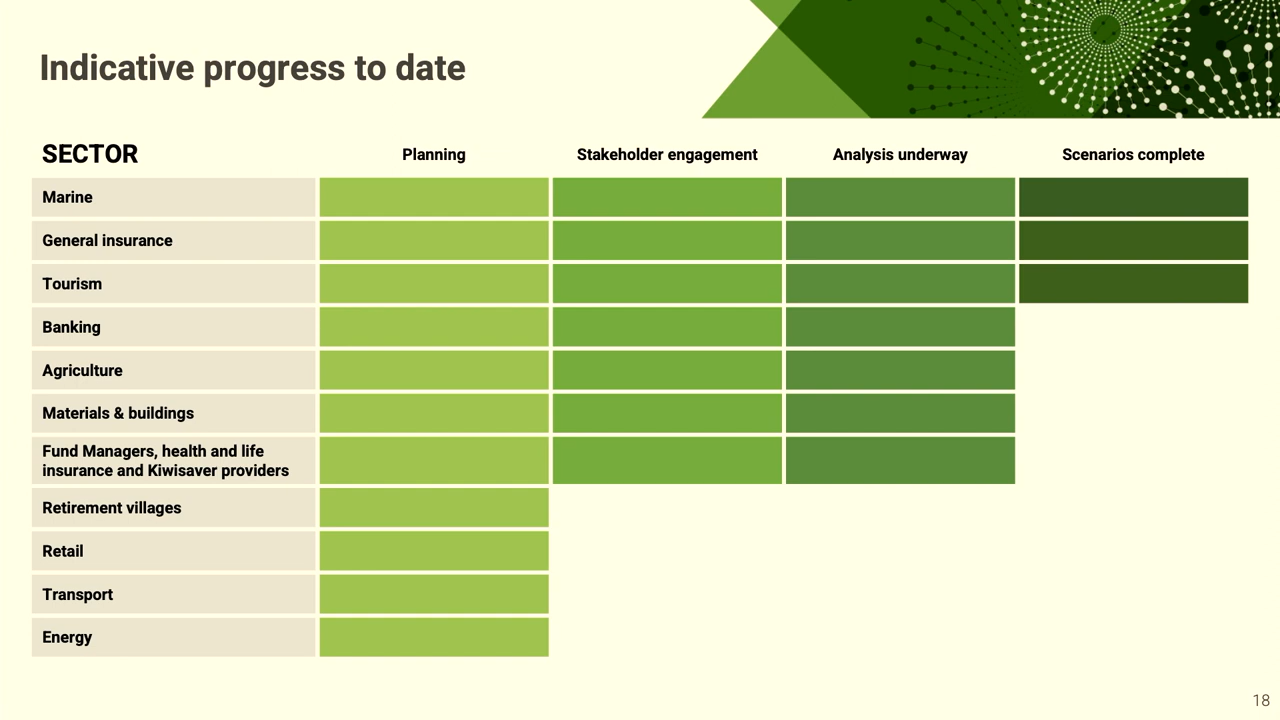 Indicative progress to date
SECTOR
Planning
Stakeholder engagement
Analysis underway
Scenarios complete
Marine
General insurance
Tourism
Banking
Agriculture
Materials & buildings
Fund Managers, health and life
insurance and Kiwisaver providers
Retirement villages
Retail
Transport
Energy
18